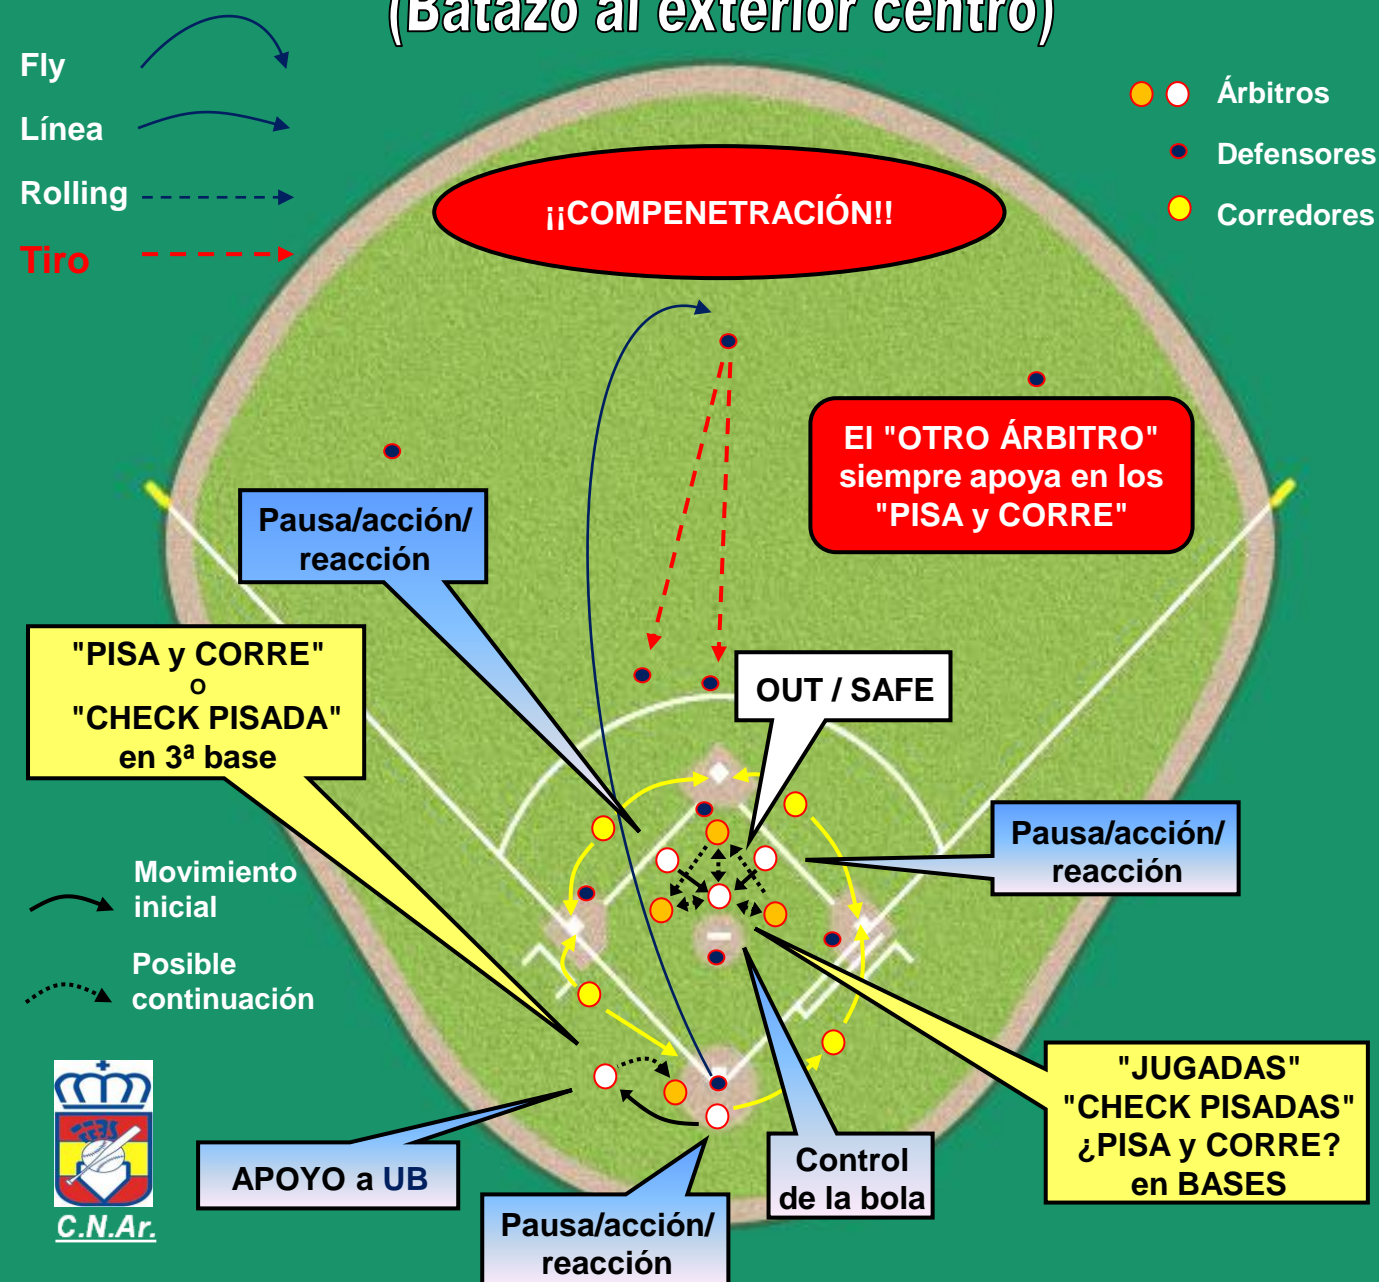 (Batazo al exterior centro)
Fly
Línea
Rolling
Tiro
Árbitros
Defensores
Corredores
¡¡COMPENETRACIÓN!!
El "OTRO ÁRBITRO"
siempre apoya en los
"PISA y CORRE"
Pausa/acción/
reacción
"PISA y CORRE"
O
"CHECK PISADA"
en 3ª base
OUT / SAFE
Pausa/acción/
reacción
Movimiento
inicial
Posible
continuación
"JUGADAS"
"CHECK PISADAS"
¿PISA y CORRE?
en BASES
APOYO a UB
Control
de la bola
Pausa/acción/
reacción
C.N.Ar.